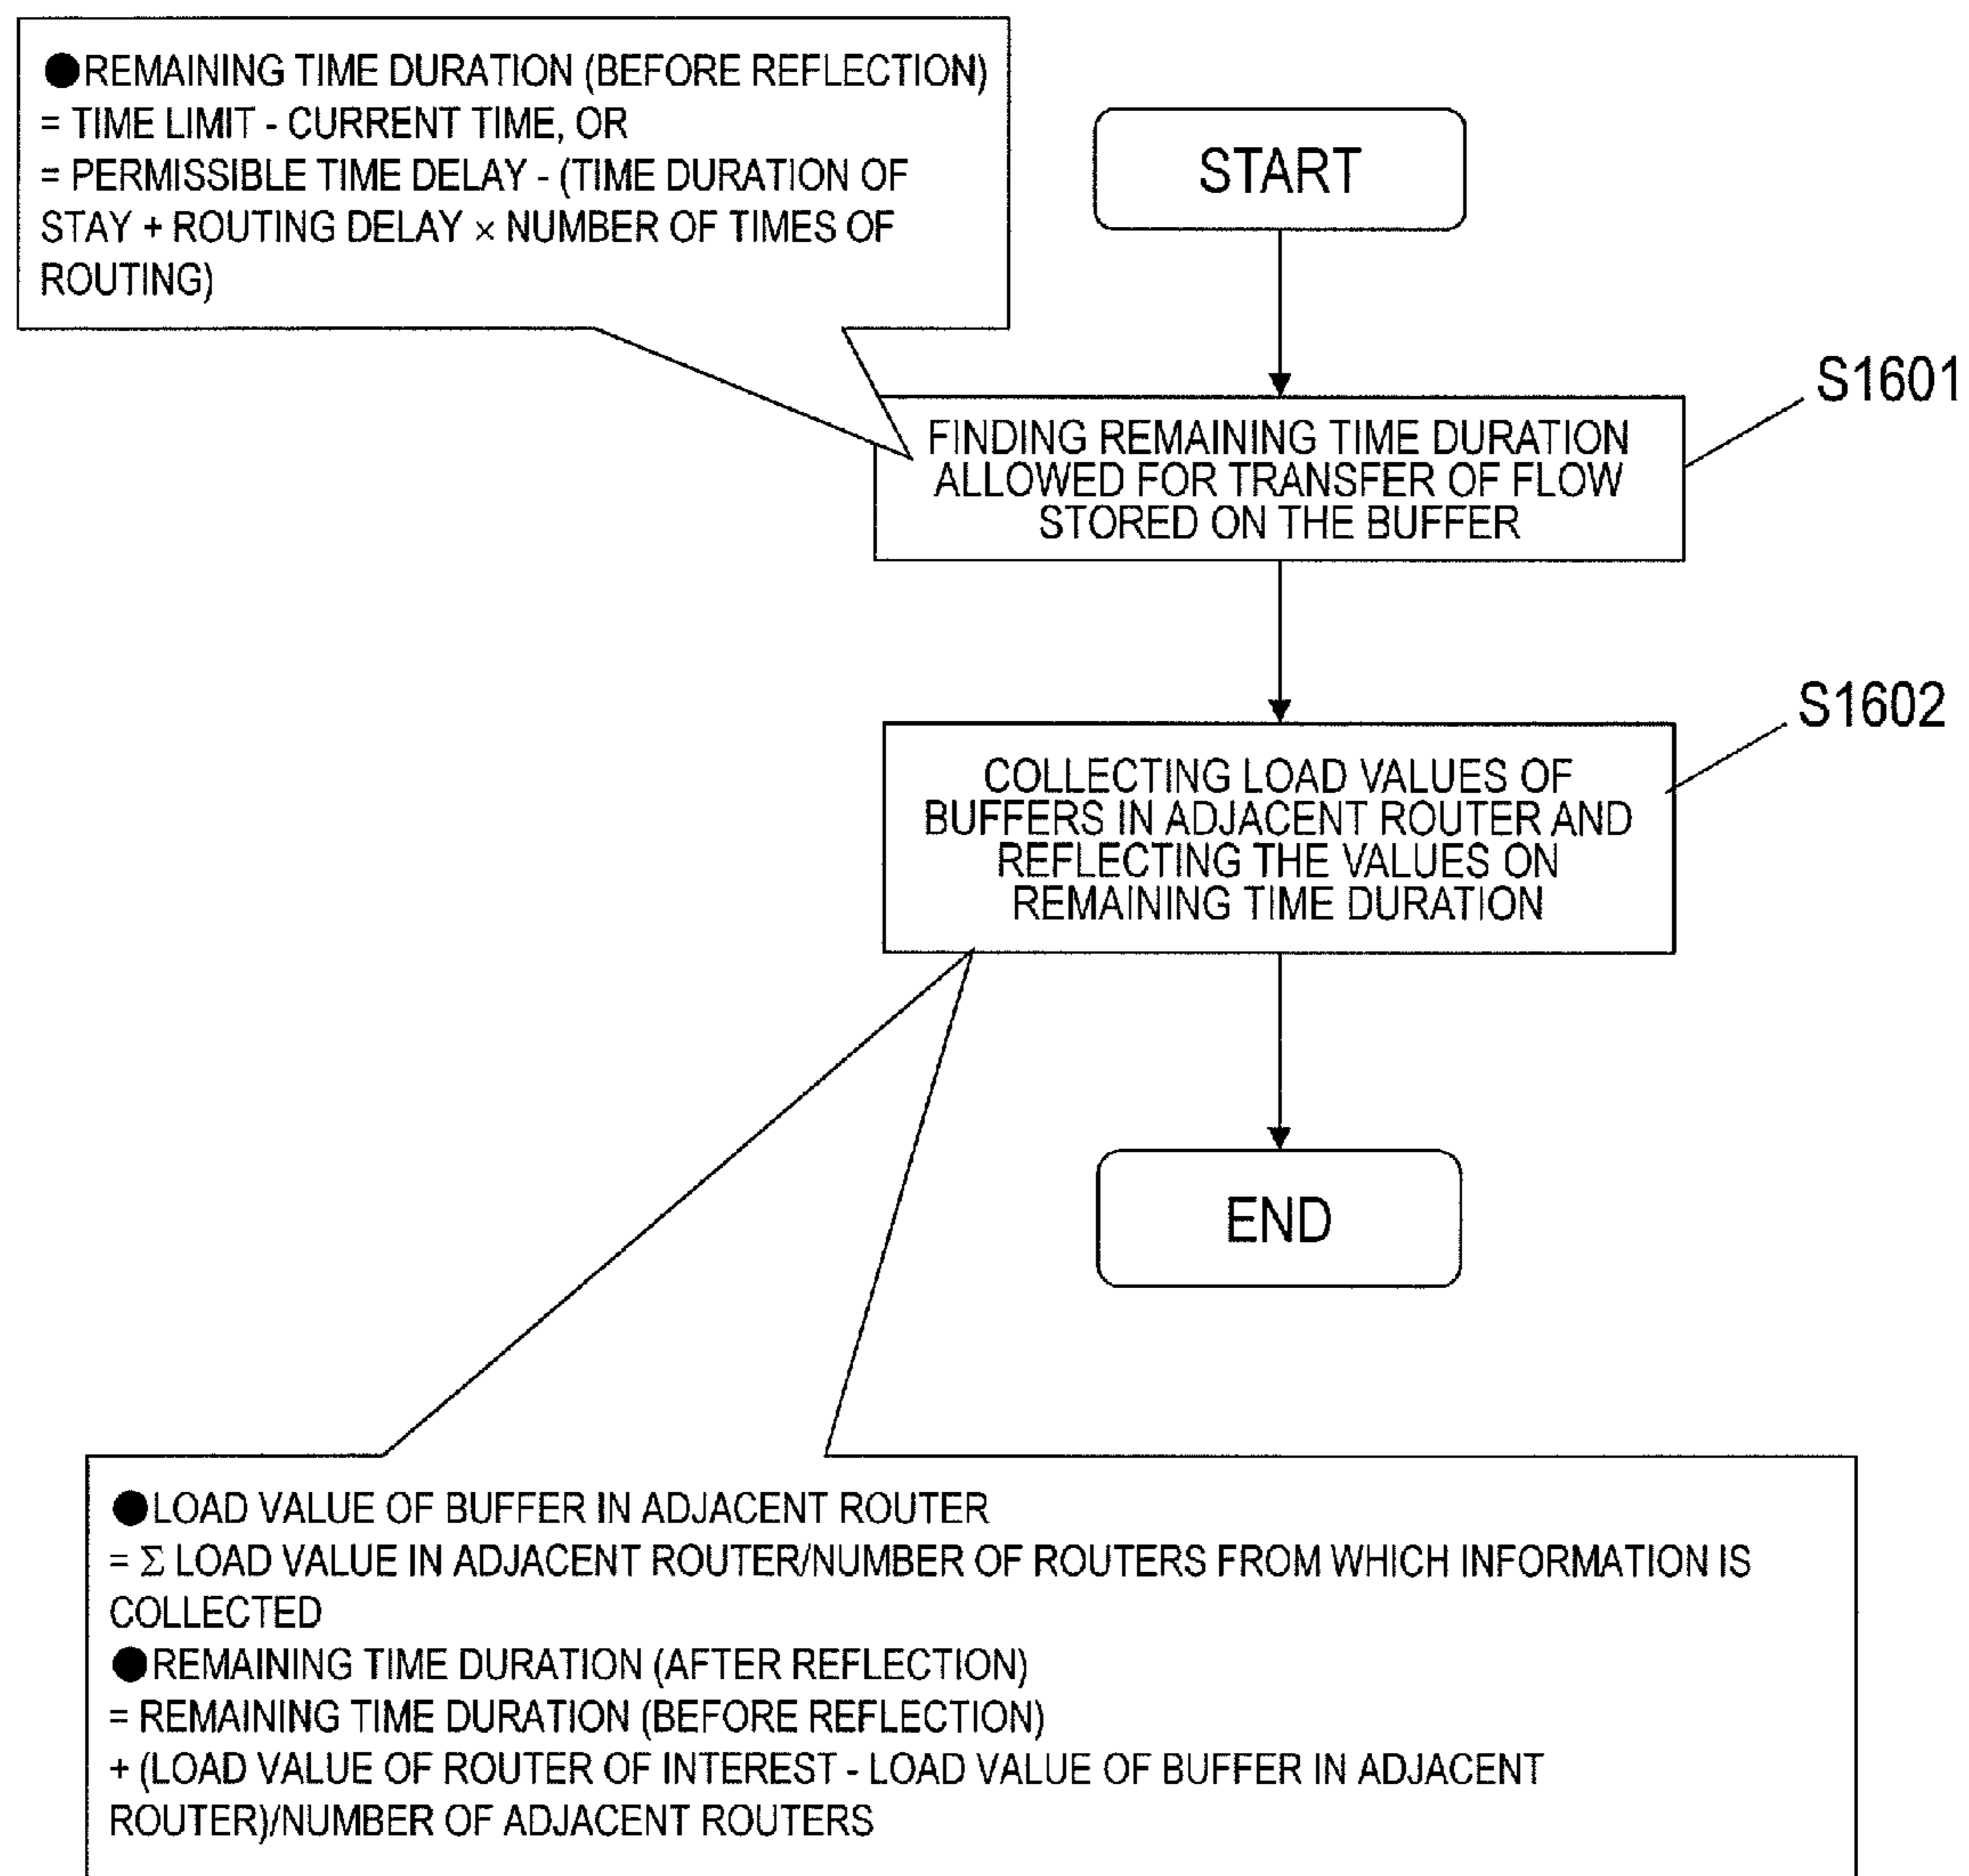 ●REMAINING TIME DURATION (BEFORE REFLECTION)
= TIME LIMIT - CURRENT TIME, OR
= PERMISSIBLE TIME DELAY - (TIME DURATION OF
STAY + ROUTING DELAY × NUMBER OF TIMES OF
ROUTING)
START
S1601
FINDING REMAINING TIME DURATION
ALLOWED FOR TRANSFER OF FLOW
STORED ON THE BUFFER
S1602
COLLECTING LOAD VALUES OF
BUFFERS IN ADJACENT ROUTER AND
REFLECTING THE VALUES ON
REMAINING TIME DURATION
END
●LOAD VALUE OF BUFFER IN ADJACENT ROUTER
= Σ LOAD VALUE IN ADJACENT ROUTER/NUMBER OF ROUTERS FROM WHICH INFORMATION IS
COLLECTED
●REMAINING TIME DURATION (AFTER REFLECTION)
= REMAINING TIME DURATION (BEFORE REFLECTION)
+ (LOAD VALUE OF ROUTER OF INTEREST - LOAD VALUE OF BUFFER IN ADJACENT
ROUTER)/NUMBER OF ADJACENT ROUTERS